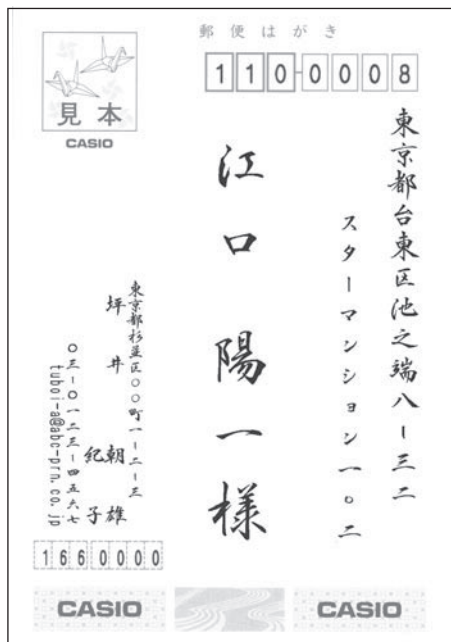 郵便はがき
110-0008
東京都台東区池之端八ー三二
スターマンション一〇二
江口陽一様
見本
CASIO
東京都杉並区〇〇町一ー二ー三
坪井 朝雄
紀子
〇三ー〇一二三ー四五六七
tuboi-a@abc-prn.co.jp
1660000
CASIO
CASIO